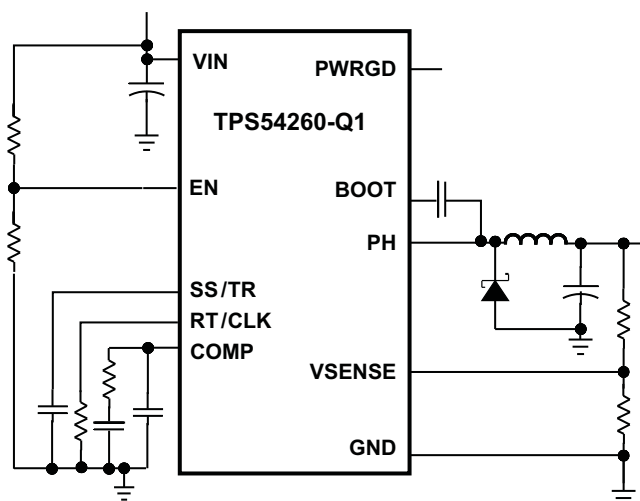 VIN
PWRGD
TPS54260-Q1
EN
BOOT
PH
SS/TR
RT/CLK
COMP
VSENSE
GND